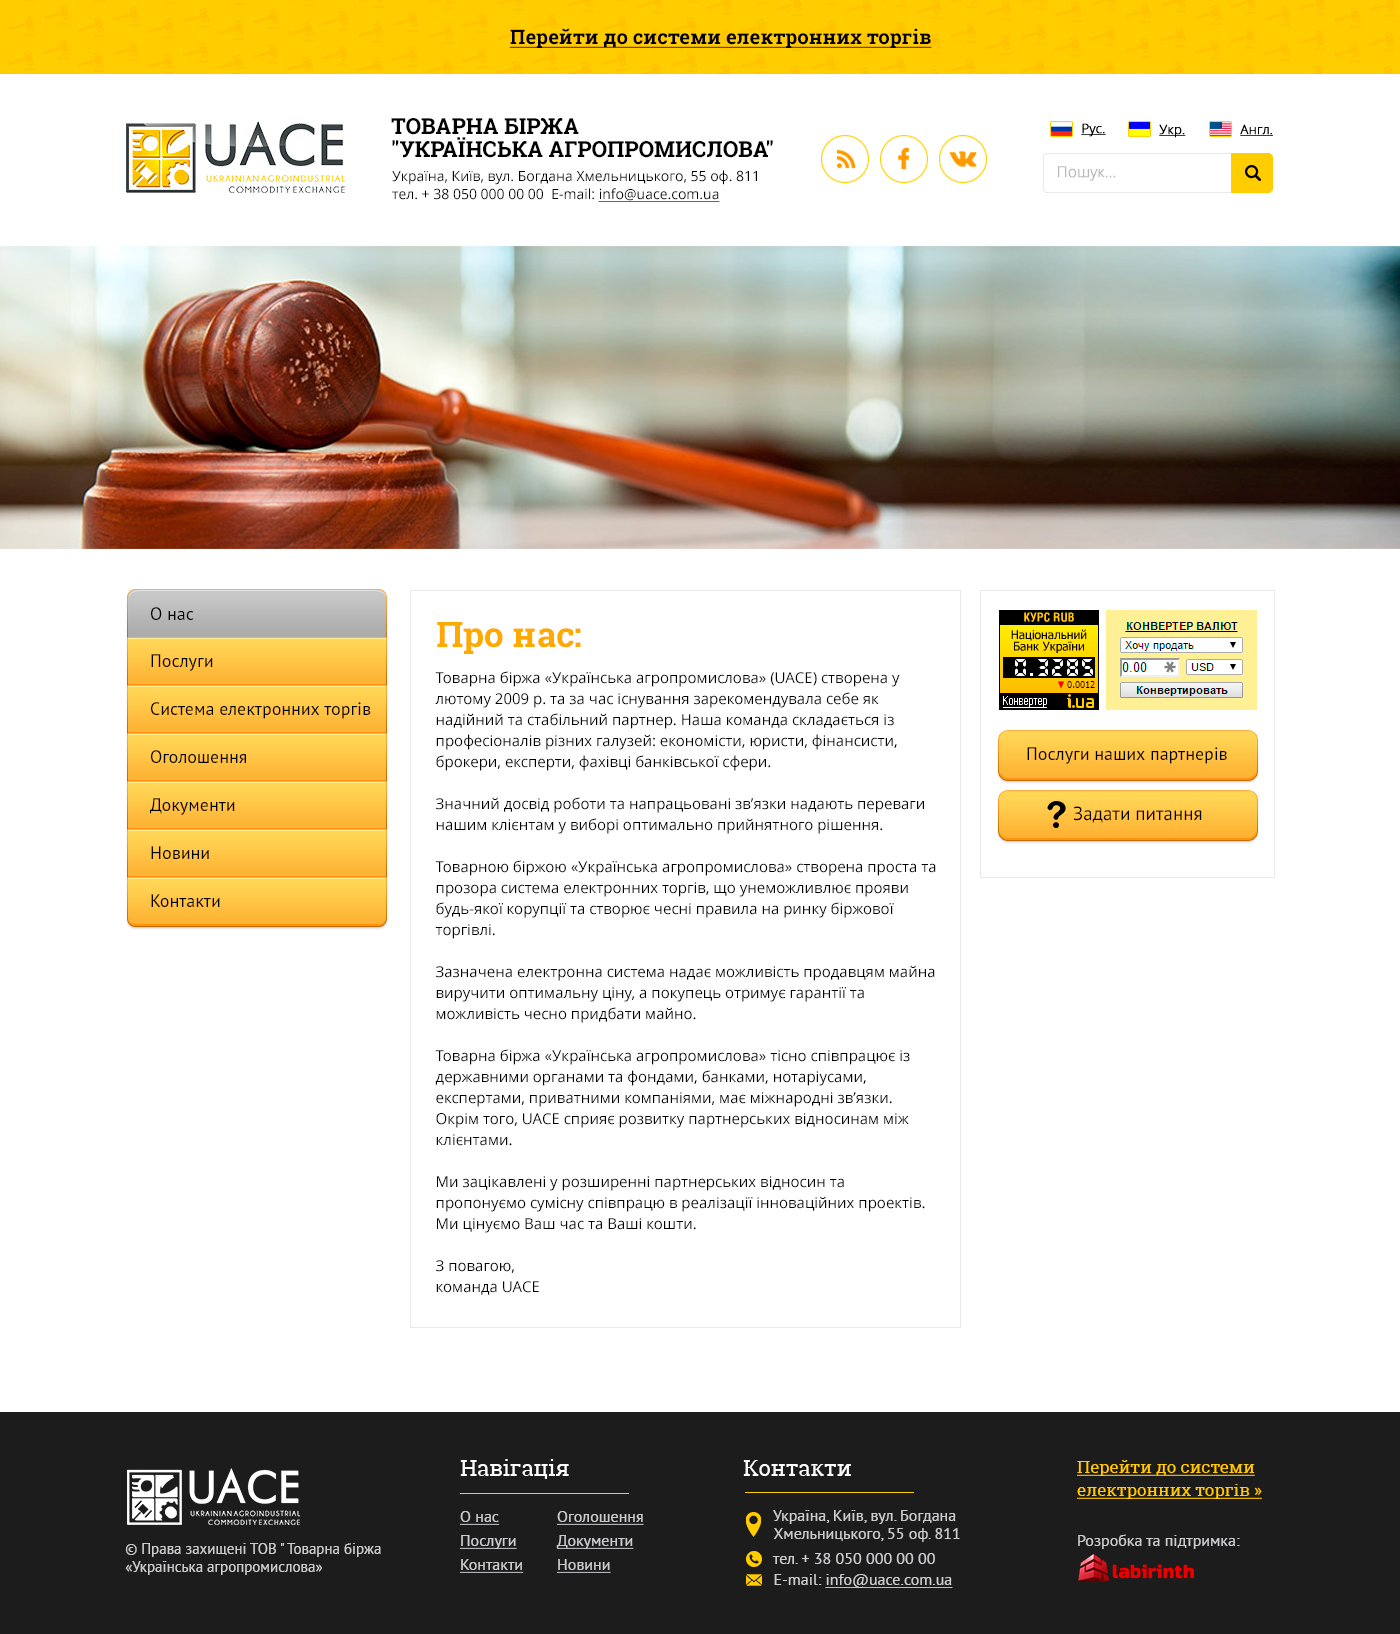 Перейти до системи електронних торгів
UACE
UKRAINIAN AGROINDUSTRIAL
COMMODITY EXCHANGE
ТОВАРНА БІРЖА
"УКРАЇНСЬКА АГРОПРОМИСЛОВА"
Україна, Київ, вул. Богдана Хмельницького, 55 оф. 811
тел. + 38 050 000 00 00 E-mail: info@uace.com.ua
Рус.
Укр.
Англ.
Пошук...
О нас
Послуги
Система електронних торгів
Оголошення
Документи
Новини
Контакти
Про нас:
Товарна біржа «Українська агропромислова» (UACE) створена у
лютому 2009 р. та за час існування зарекомендувала себе як
надійний та стабільний партнер. Наша команда складається із
професіоналів різних галузей: економісти, юристи, фінансисти,
брокери, експерти, фахівці банківської сфери.
Значний досвід роботи та напрацьовані зв’язки надають переваги
нашим клієнтам у виборі оптимально прийнятного рішення.
Товарною біржою «Українська агропромислова» створена проста та
прозора система електронних торгів, що унеможливлює прояви
будь-якої корупції та створює чесні правила на ринку біржової
торгівлі.
Зазначена електронна система надає можливість продавцям майна
виручити оптимальну ціну, а покупець отримує гарантії та
можливість чесно придбати майно.
Товарна біржа «Українська агропромислова» тісно співпрацює із
державними органами та фондами, банками, нотаріусами,
експертами, приватними компаніями, має міжнародні зв’язки.
Окрім того, UACE сприяє розвитку партнерських відносинам між
клієнтами.
Ми зацікавлені у розширенні партнерських відносин та
пропонуємо сумісну співпрацю в реалізації інноваційних проектів.
Ми цінуємо Ваш час та Ваші кошти.
З повагою,
команда UACE
КУРС RUB
Національний
Банк України
0.3285
▼0.0012
Конвертер i.ua
КОНВЕРТЕР ВАЛЮТ
Хочу продать
0.00 USD
Конвертировать
Послуги наших партнерів
? Задати питання
UACE
UKRAINIAN AGROINDUSTRIAL
COMMODITY EXCHANGE
© Права захищені ТОВ " Товарна біржа
«Українська агропромислова»
Навігація
О нас
Послуги
Контакти
Оголошення
Документи
Новини
Контакти
Україна, Київ, вул. Богдана
Хмельницького, 55 оф. 811
тел. + 38 050 000 00 00
E-mail: info@uace.com.ua
Перейти до системи
електронних торгів »
Розробка та підтримка:
labirinth